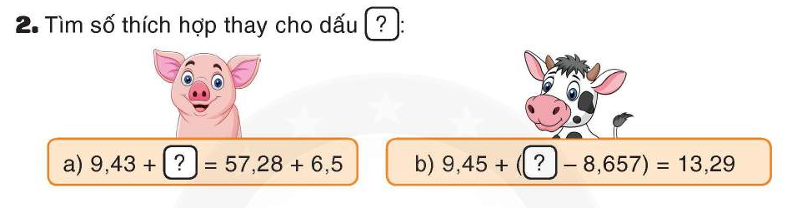 2. Tìm số thích hợp thay cho dấu ? :
a) 9,43 + ? = 57,28 + 6,5
b) 9,45 + ( ? – 8,657) = 13,29